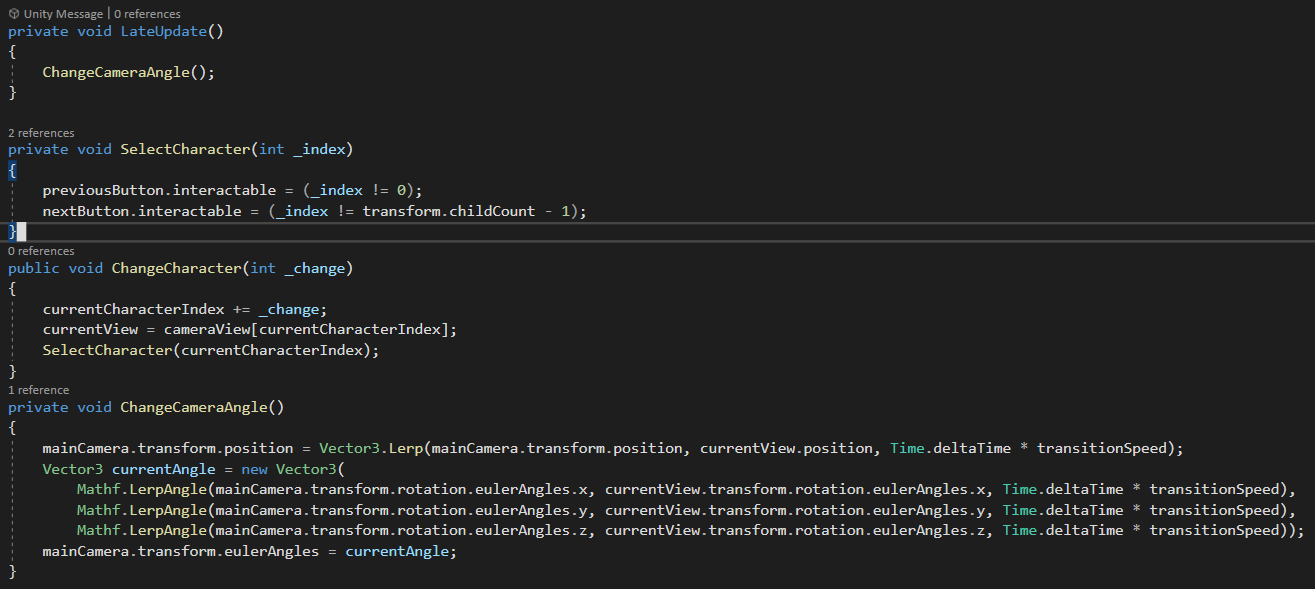 Unity Message | 0 references
private void LateUpdate()
{
    ChangeCameraAngle();
}
2 references
private void SelectCharacter(int _index)
{
    previousButton.interactable = (_index != 0);
    nextButton.interactable = (_index != transform.childCount - 1);
}
0 references
public void ChangeCharacter(int _change)
{
    currentCharacterIndex += _change;
    currentView = cameraView[currentCharacterIndex];
    SelectCharacter(currentCharacterIndex);
}
1 reference
private void ChangeCameraAngle()
{
    mainCamera.transform.position = Vector3.Lerp(mainCamera.transform.position, currentView.position, Time.deltaTime * transitionSpeed);
    Vector3 currentAngle = new Vector3(
        Mathf.LerpAngle(mainCamera.transform.rotation.eulerAngles.x, currentView.transform.rotation.eulerAngles.x, Time.deltaTime * transitionSpeed),
        Mathf.LerpAngle(mainCamera.transform.rotation.eulerAngles.y, currentView.transform.rotation.eulerAngles.y, Time.deltaTime * transitionSpeed),
        Mathf.LerpAngle(mainCamera.transform.rotation.eulerAngles.z, currentView.transform.rotation.eulerAngles.z, Time.deltaTime * transitionSpeed));
    mainCamera.transform.eulerAngles = currentAngle;
}